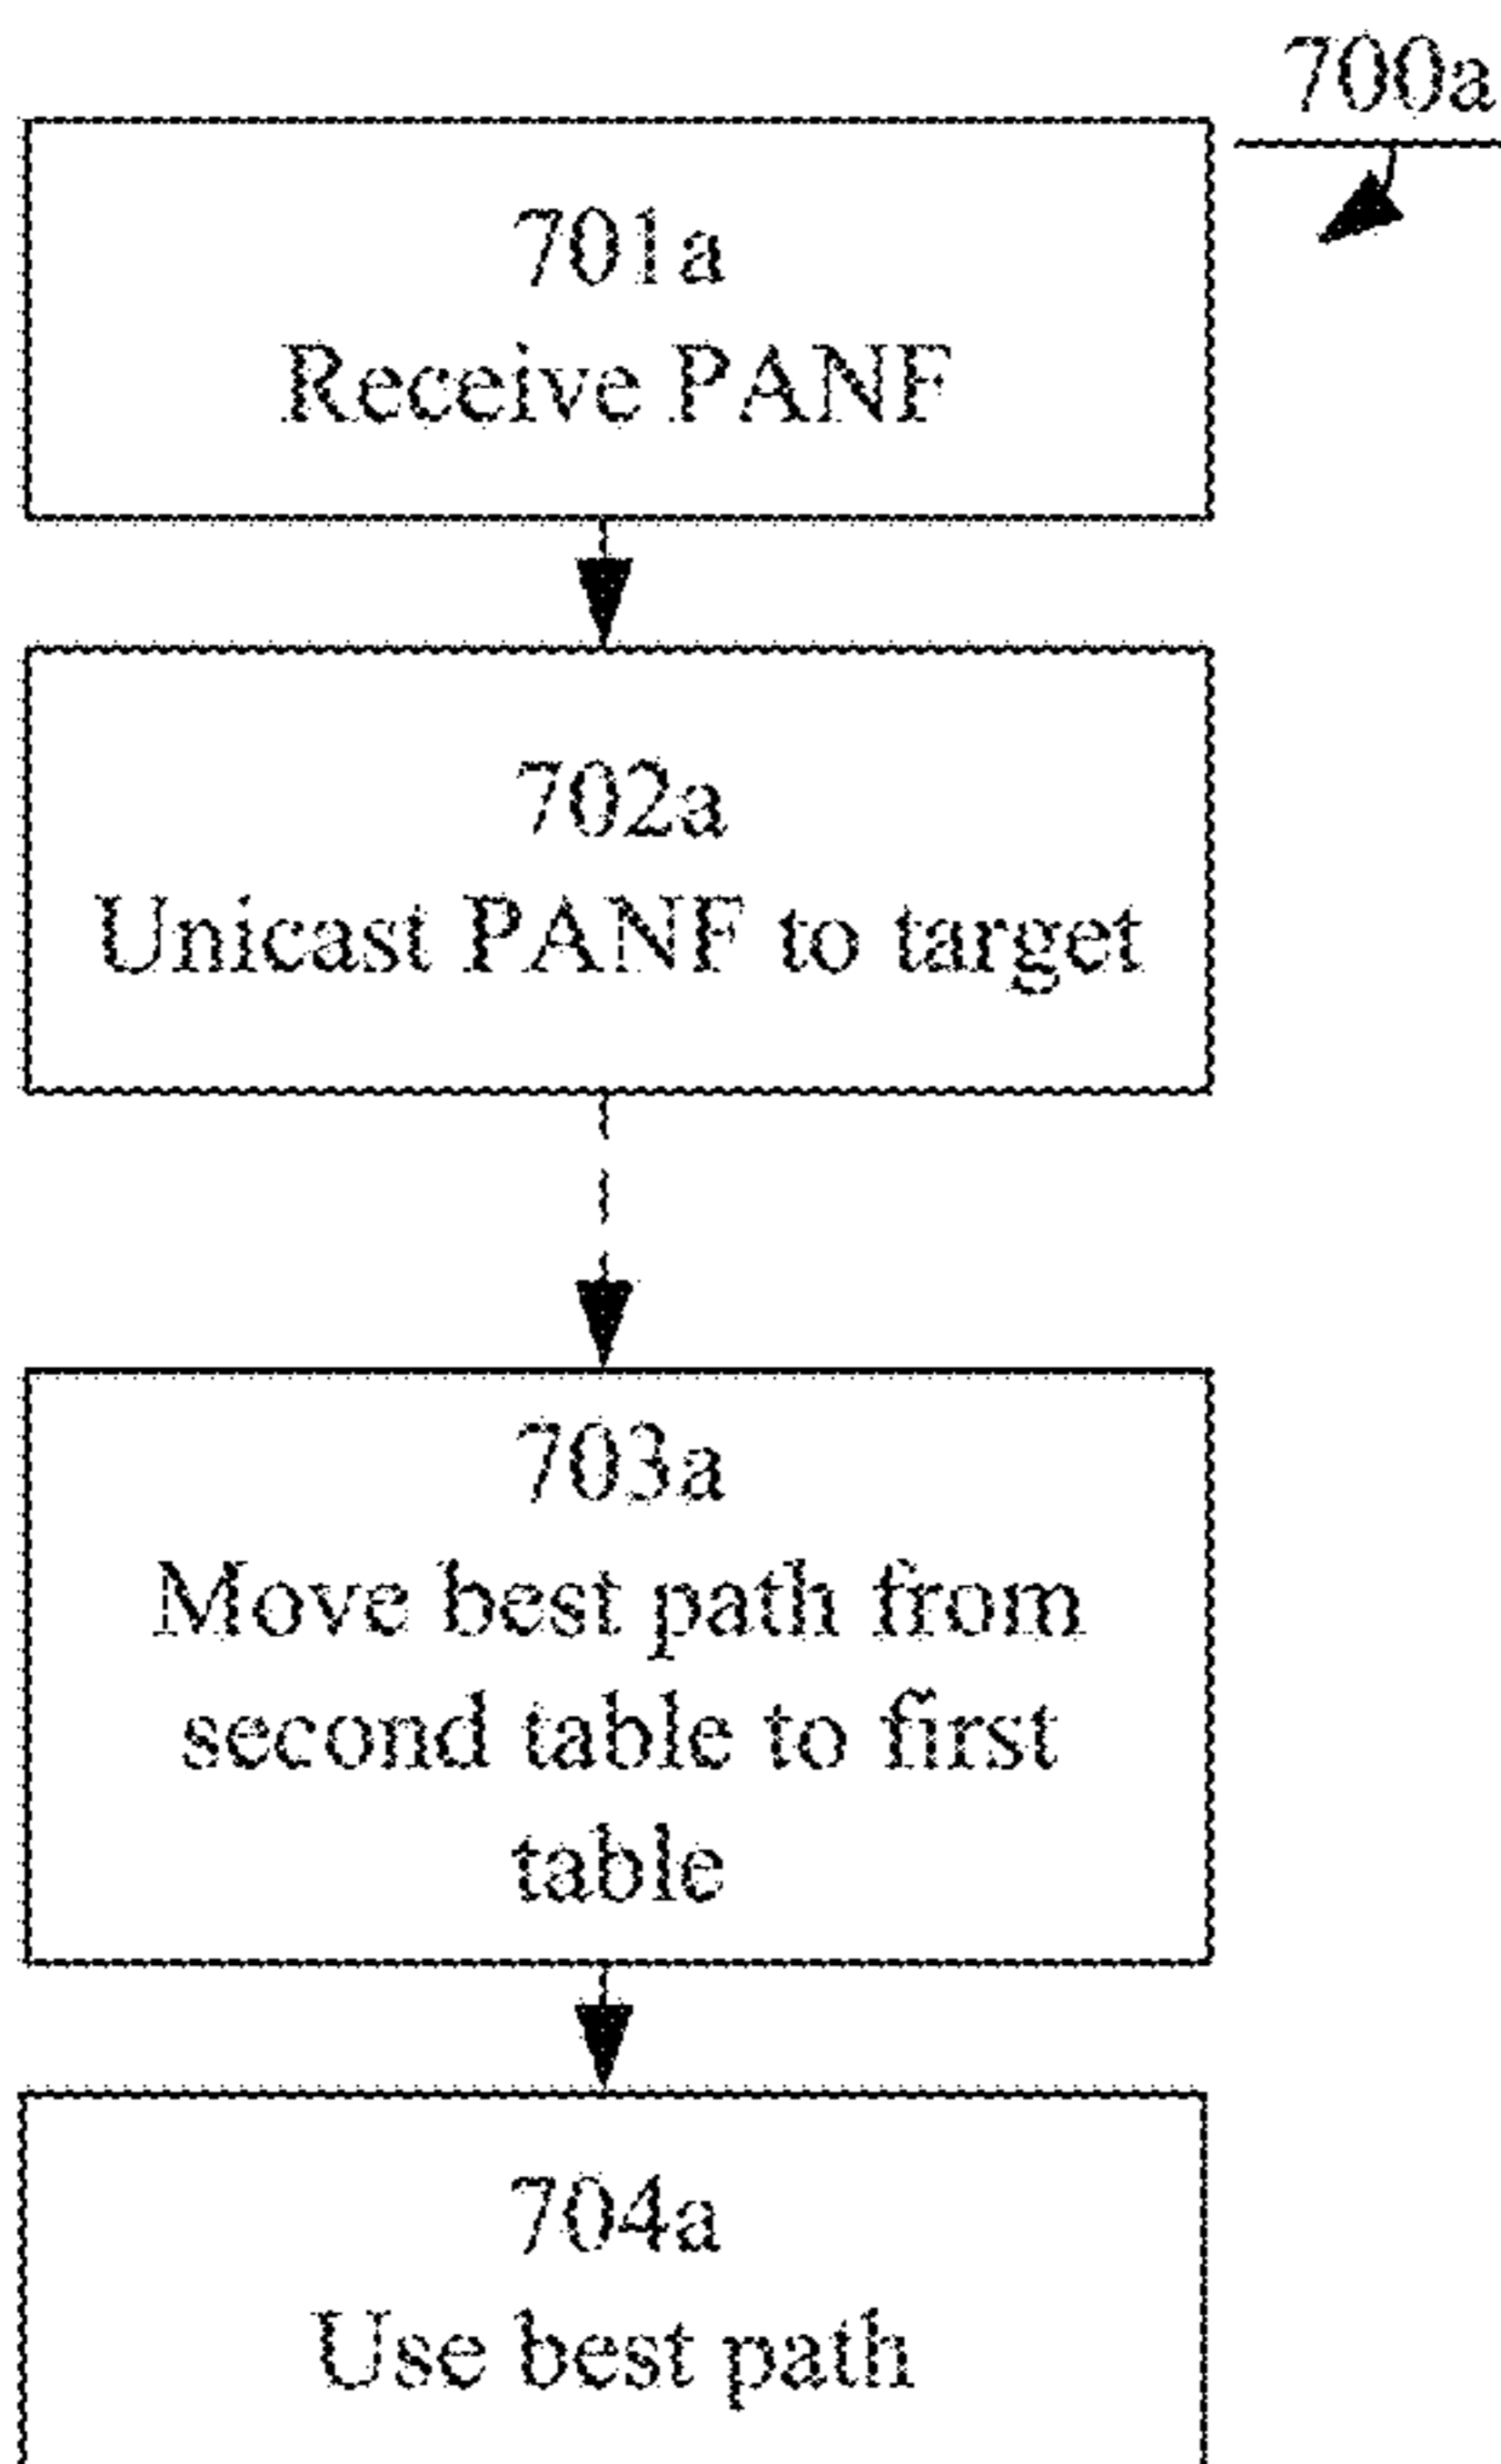 700a
701a
Receive PANF
702a
Unicast PANF to target
703a
Move best path from
second table to first
table
704a
Use best path